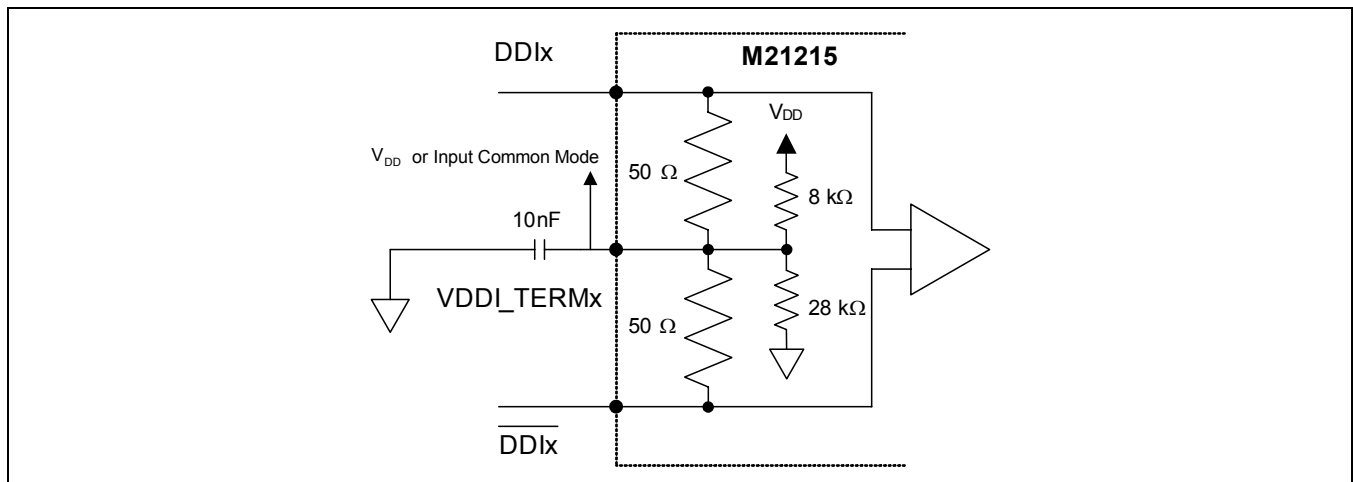 DDIx
M21215
VDD
VDD or Input Common Mode
50 Ω
8 kΩ
10nF
VDDI_TERMx
28 kΩ
50 Ω
DDIx